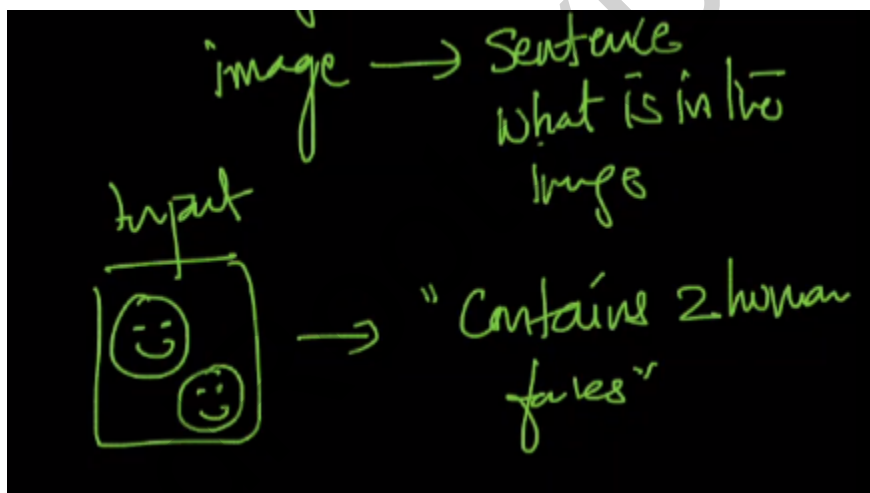 image → Sentence
What is in the
Image
Input
→ "Contains 2 human
faces"